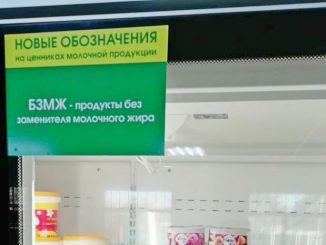 НОВЫЕ ОБОЗНАЧЕНИЯ
на ценниках молочной продукции
БЗМЖ - продукты без
заменителя молочного жира